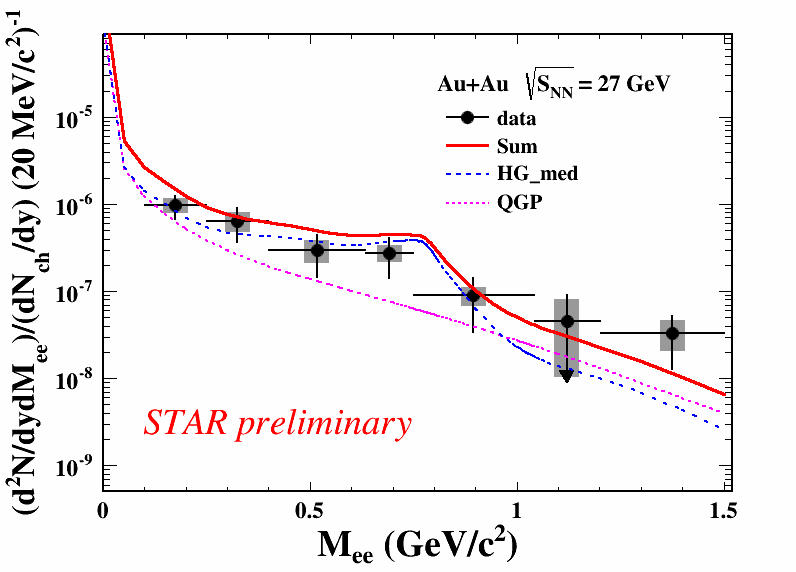 ((d²N/dydM_ee)/(dN_ch/dy) (20 MeV/c²)⁻¹
Au+Au √S_NN = 27 GeV
data
Sum
HG_med
QGP
10⁻⁵
10⁻⁶
10⁻⁷
10⁻⁸
10⁻⁹
STAR preliminary
0 0.5 1 1.5
M_ee (GeV/c²)